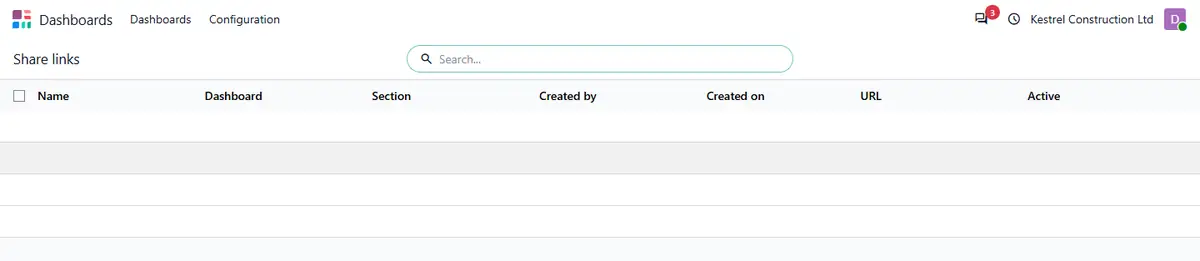 Dashboards Dashboards Configuration 3 Kestrel Construction Ltd D
Share links Search...
Name Dashboard Section Created by Created on URL Active